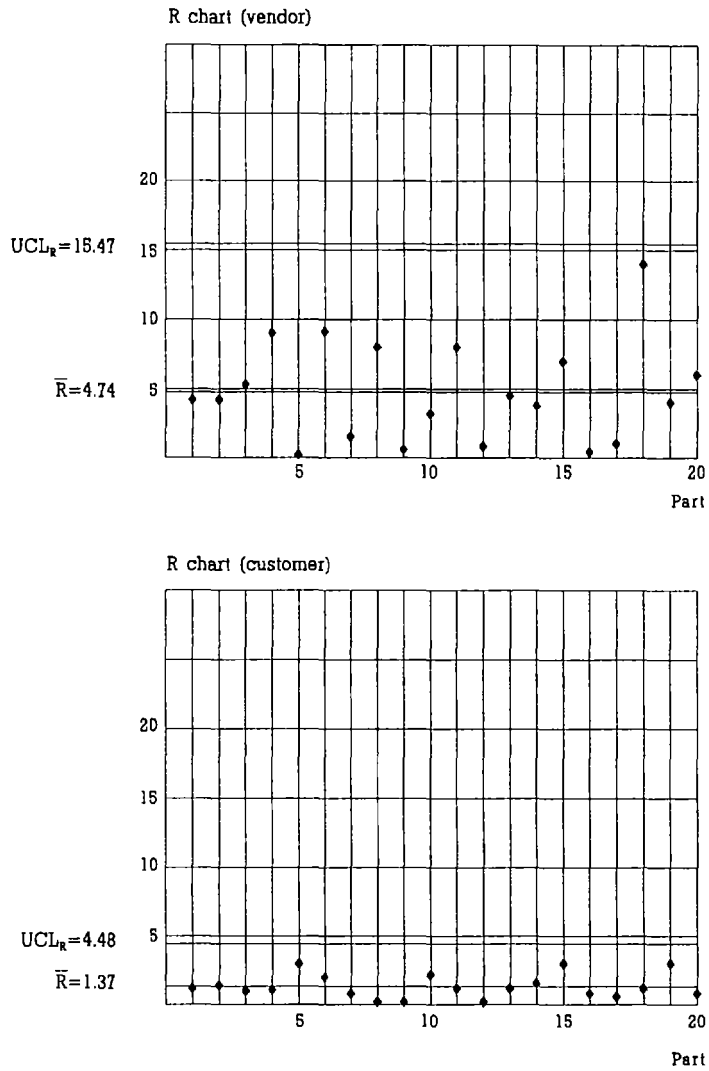 R chart (vendor)
20
UCL_R=15.47
15
10
R̅=4.74
5
5 10 15 20
Part
R chart (customer)
20
15
10
UCL_R=4.48
5
R̅=1.37
5 10 15 20
Part